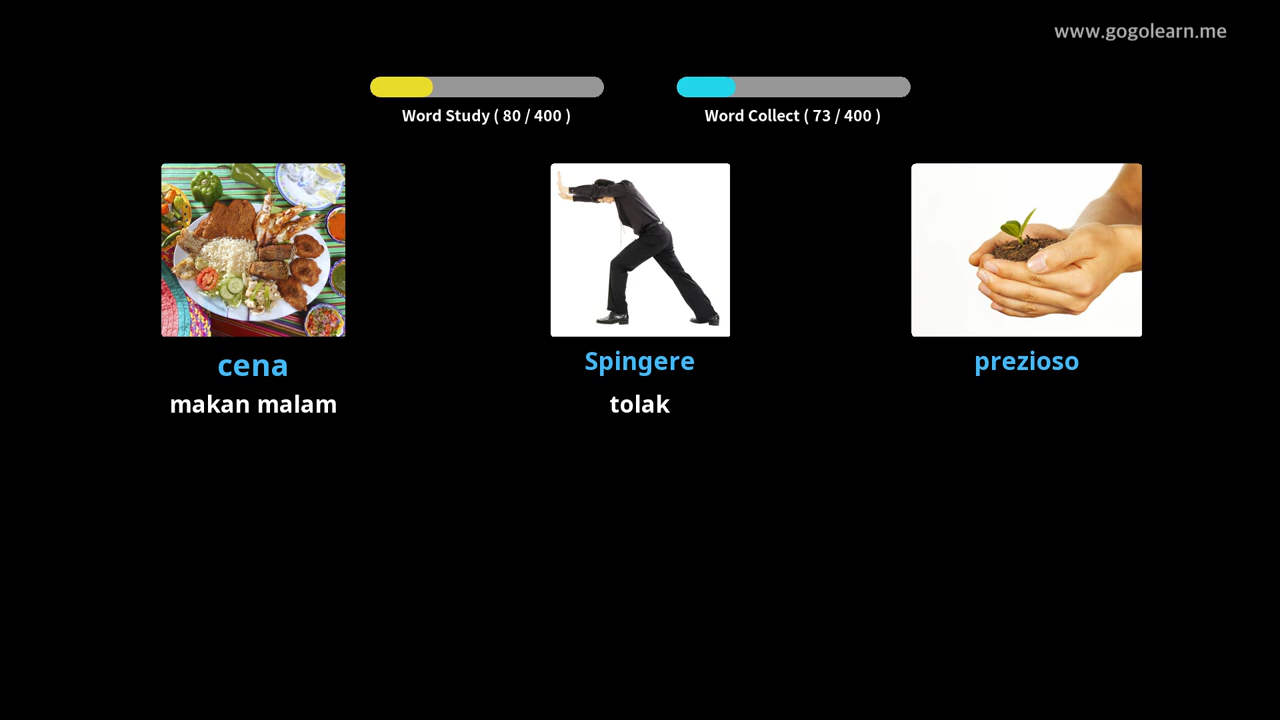 www.gogolearn.me
Word Study ( 80 / 400 )
Word Collect ( 73 / 400 )
cena
makan malam
Spingere
tolak
prezioso